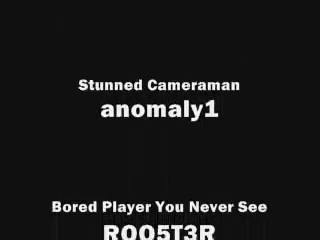 Stunned Cameraman
anomaly1
Bored Player You Never See
ROO5T3R